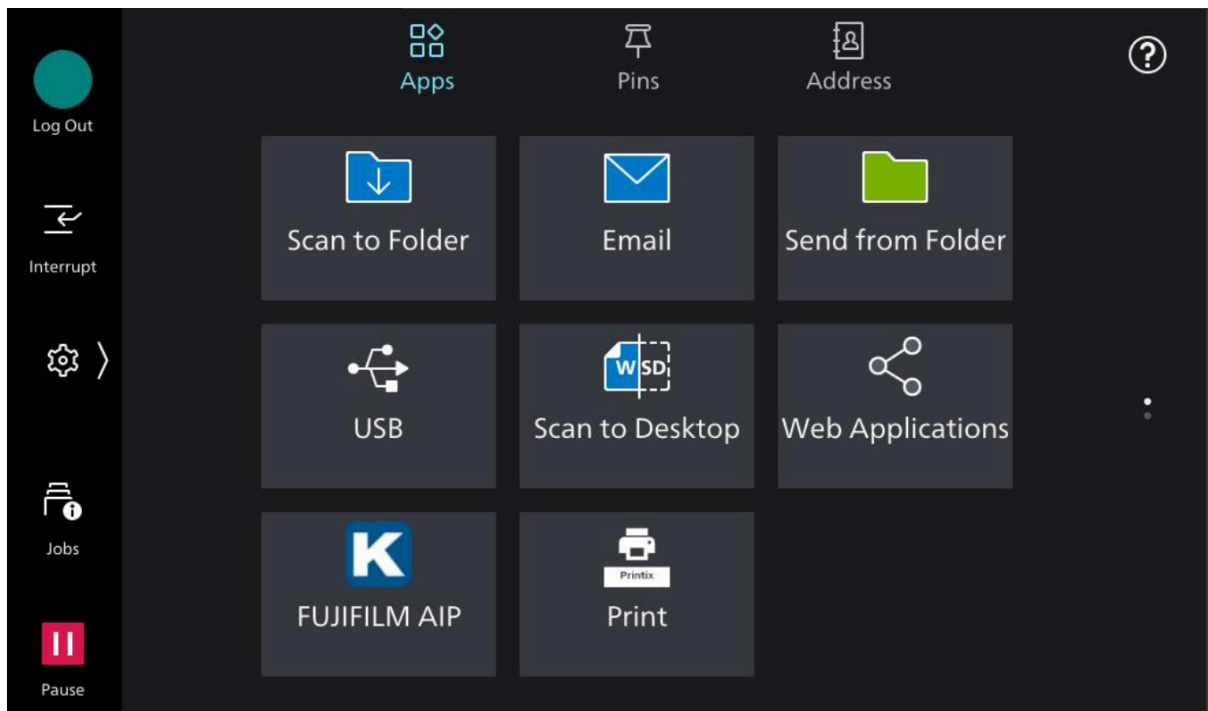 Apps
Pins
Address
Log Out
Interrupt
Jobs
Pause
Scan to Folder
Email
Send from Folder
USB
W SD
Scan to Desktop
Web Applications
K
FUJIFILM AIP
Printix
Print
?